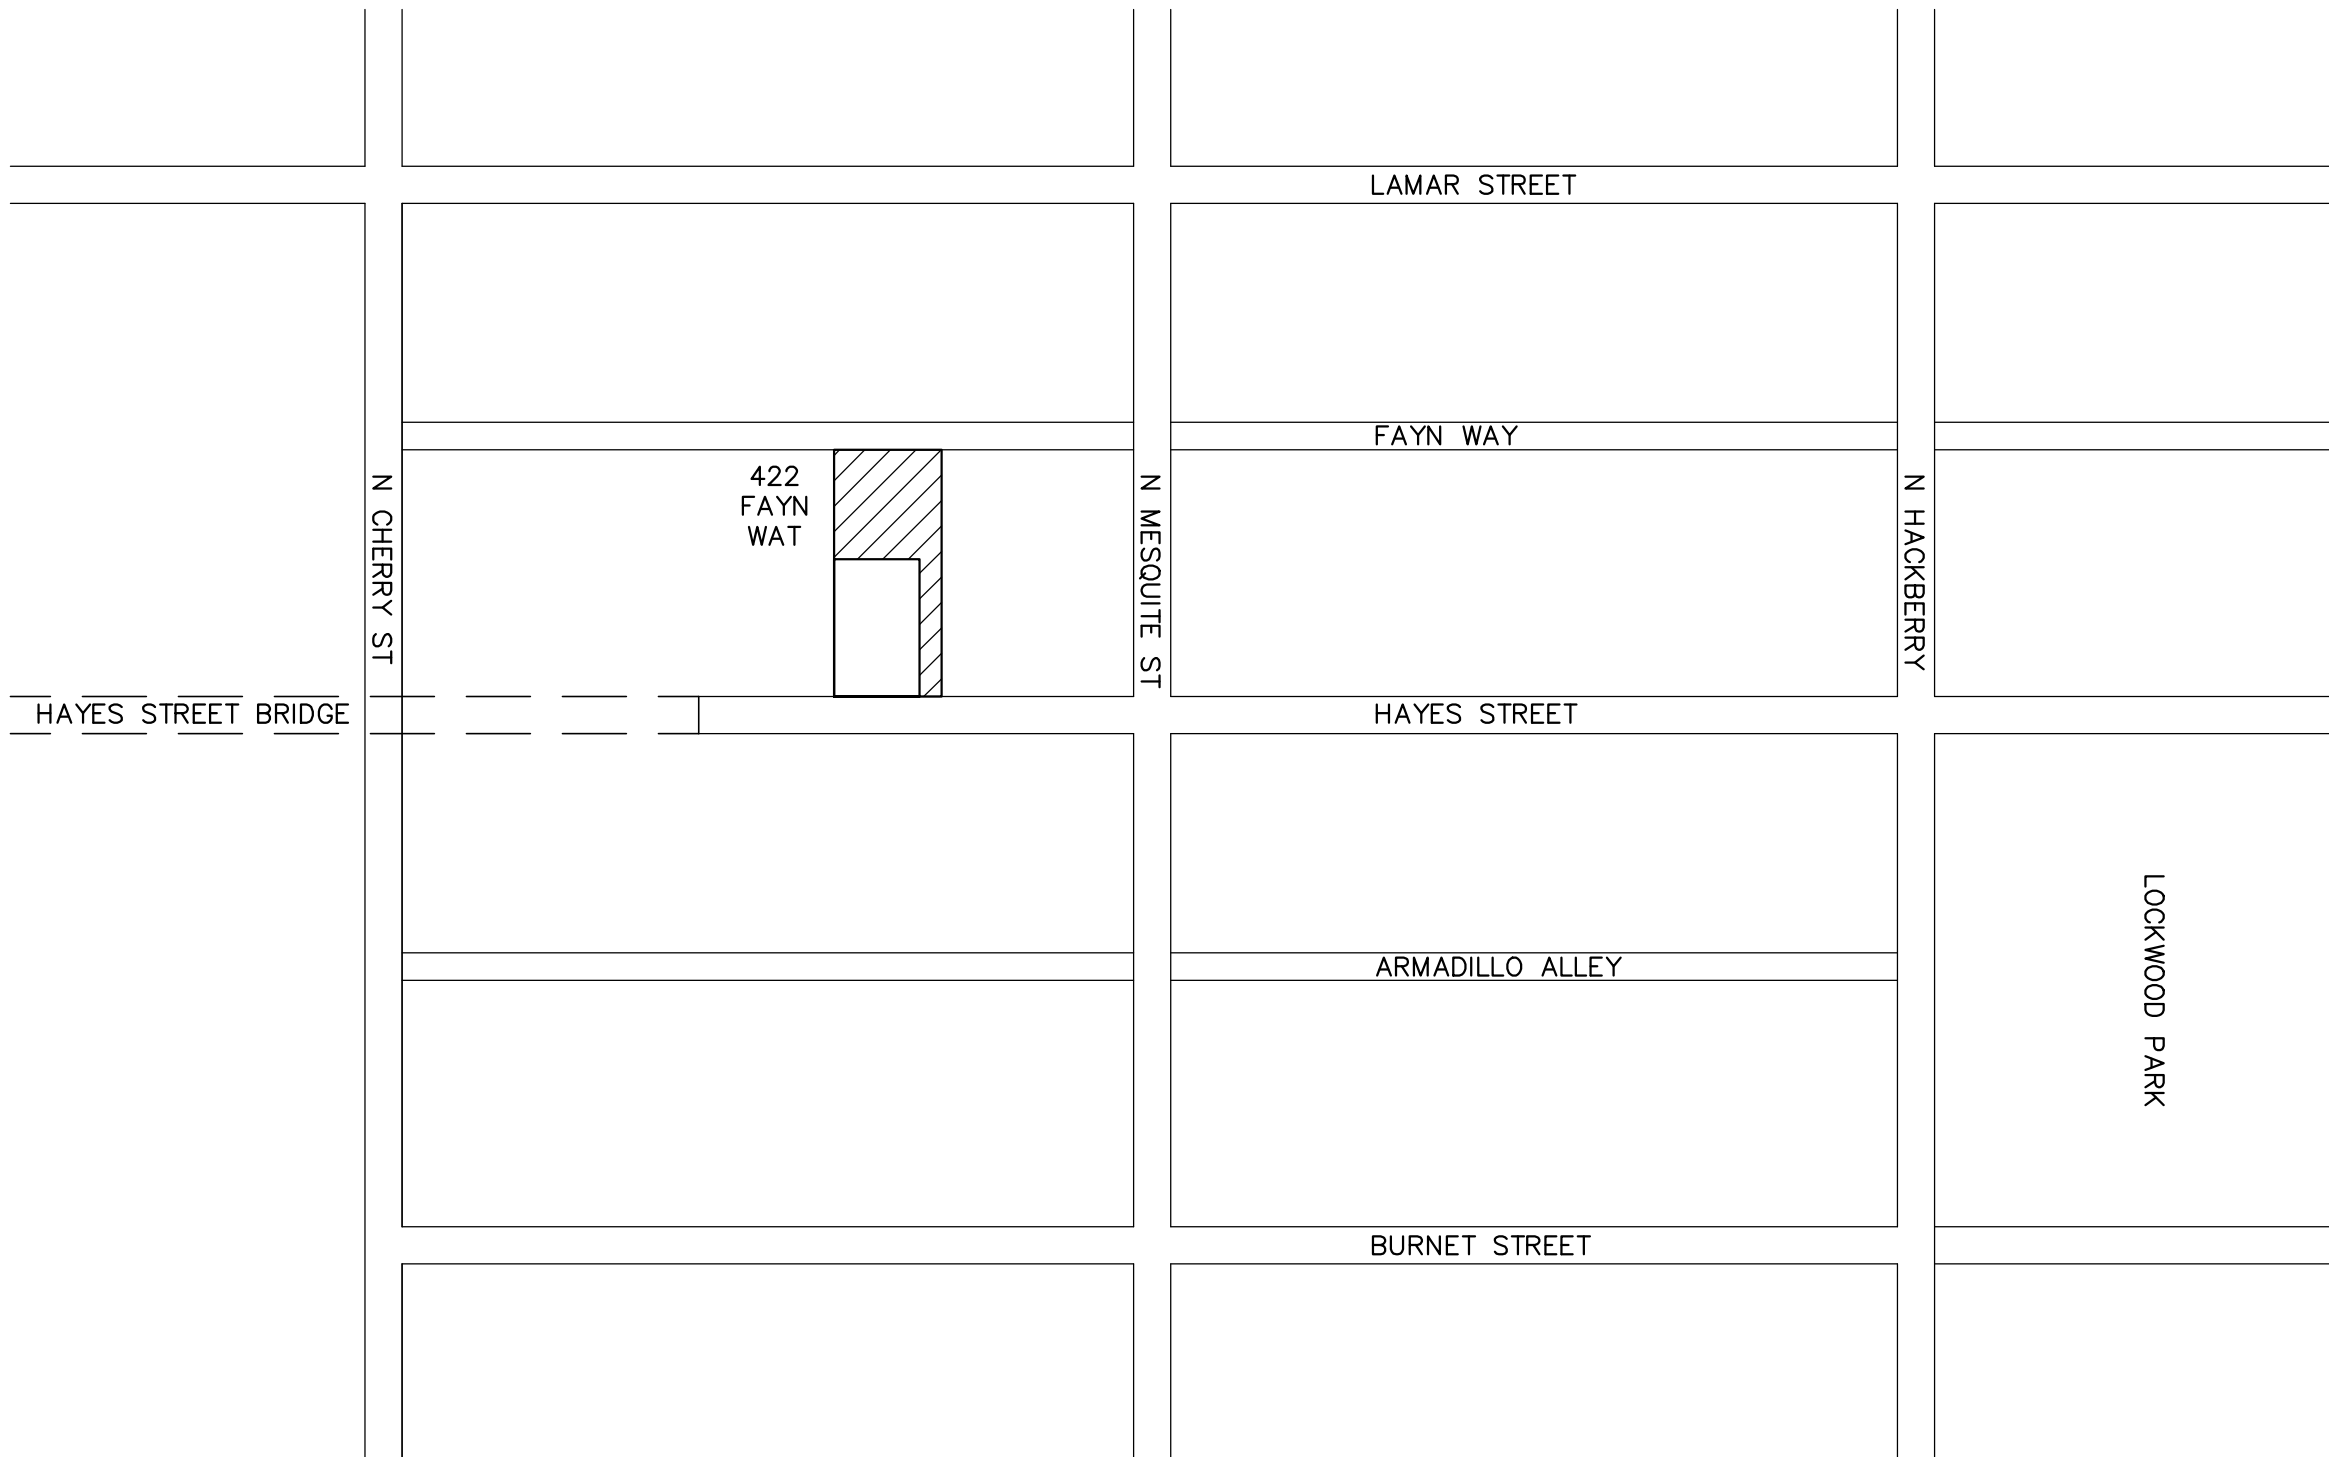 LAMAR STREET
FAYN WAY
422
FAYN
WAT
N CHERRY ST
N MESQUITE ST
N HACKBERRY
HAYES STREET BRIDGE
HAYES STREET
LOCKWOOD PARK
ARMADILLO ALLEY
BURNET STREET